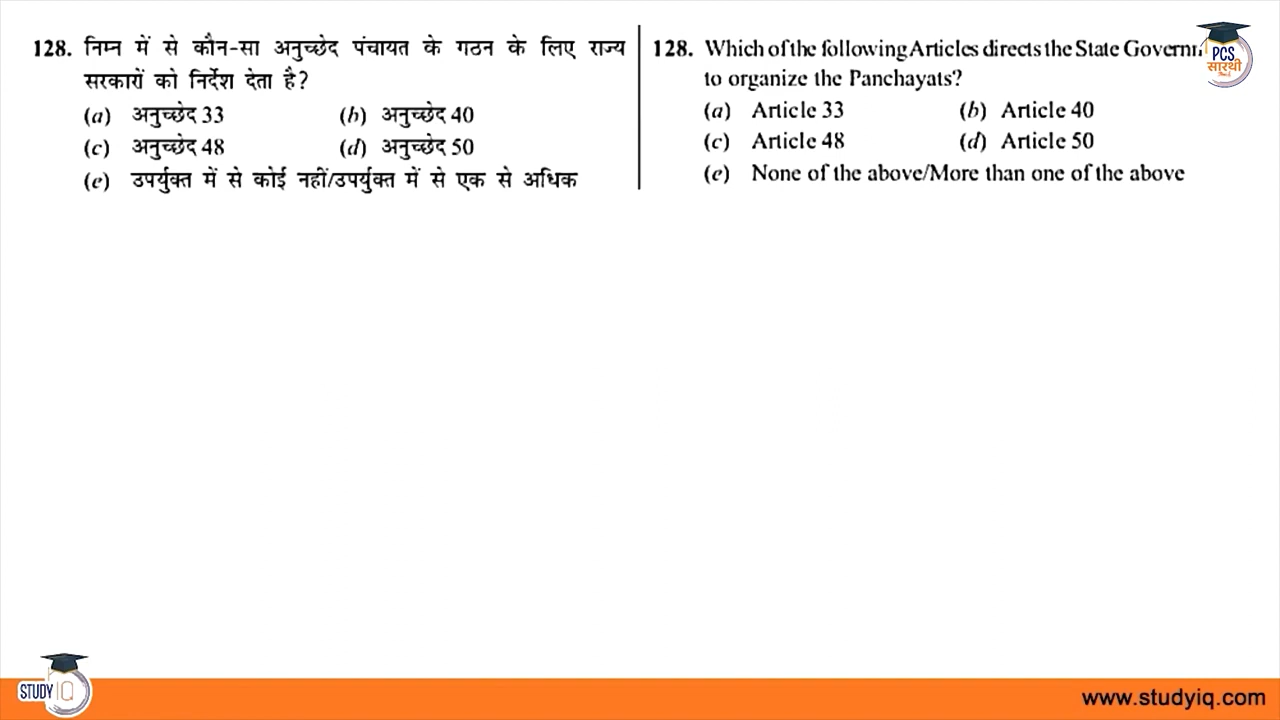 128. निम्न में से कौन-सा अनुच्छेद पंचायत के गठन के लिए राज्य
सरकारों को निर्देश देता है?
(a) अनुच्छेद 33 (b) अनुच्छेद 40
(c) अनुच्छेद 48 (d) अनुच्छेद 50
(e) उपर्युक्त में से कोई नहीं/उपर्युक्त में से एक से अधिक
128. Which of the following Articles directs the State
to organize the Panchayats?
(a) Article 33 (b) Article 40
(c) Article 48 (d) Article 50
(e) None of the above/More than one of the above
PCS
सारथी
STUDY IQ
www.studyiq.com